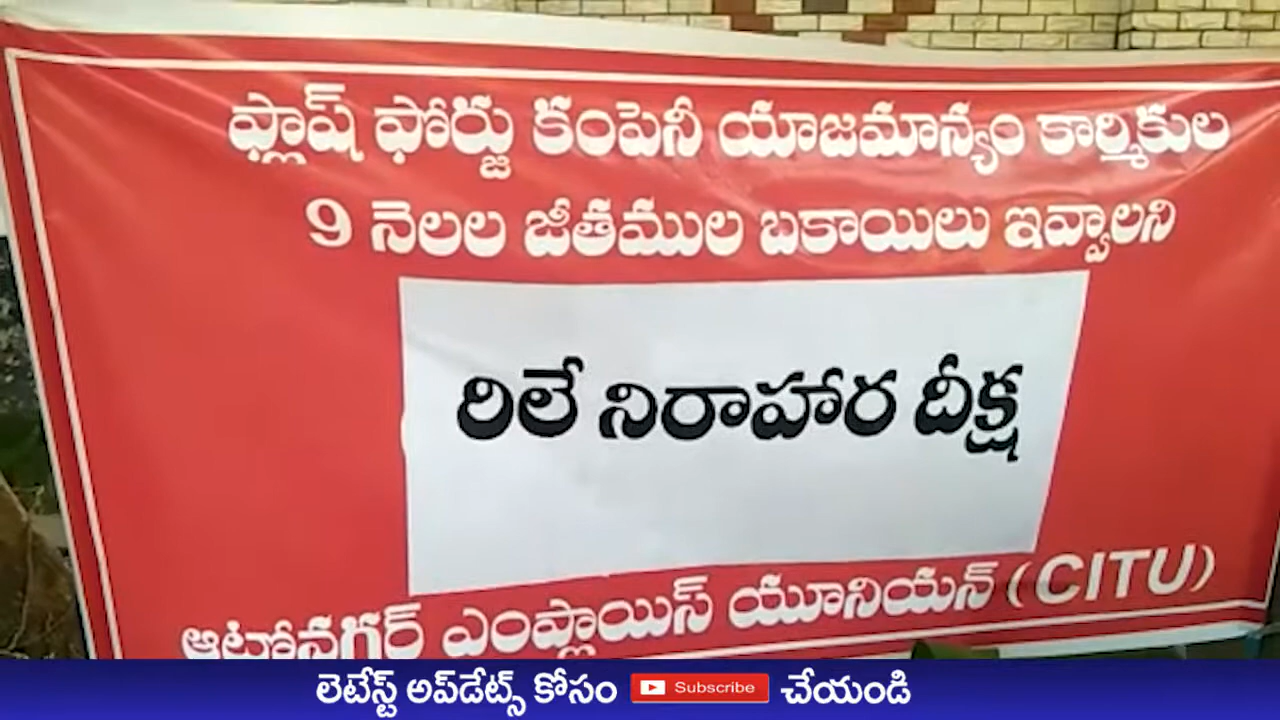 ఫ్లాష్ ఫోర్జు కంపెనీ యాజమాన్యం కార్మికుల
9 నెలల జీతముల బకాయిలు ఇవ్వాలని
రిలే నిరాహార దీక్ష
ఆటోనగర్ ఎంప్లాయిస్ యూనియన్ (CITU)
లెటేస్ట్ అప్‌డేట్స్ కోసం Subscribe చేయండి